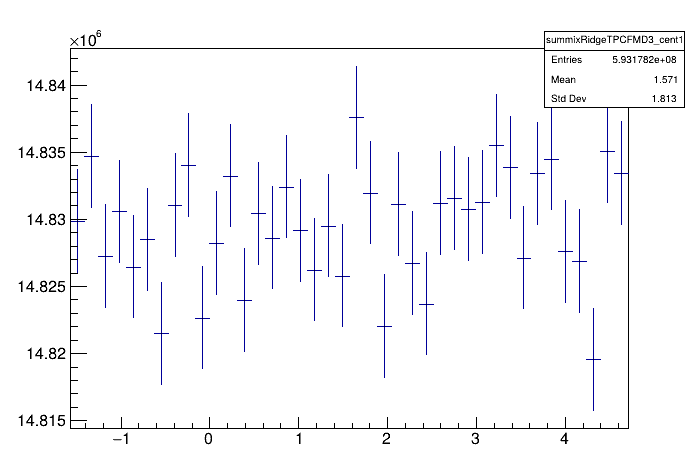 ×10⁶
summixRidgeTPCFMD3_cent1
Entries 5.931782e+08
Mean 1.571
Std Dev 1.813
14.84
14.835
14.83
14.825
14.82
14.815
−1 0 1 2 3 4